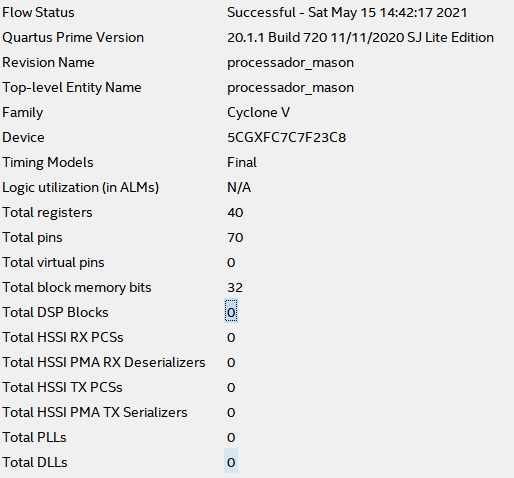 Flow Status Successful - Sat May 15 14:42:17 2021
Quartus Prime Version 20.1.1 Build 720 11/11/2020 SJ Lite Edition
Revision Name processador_mason
Top-level Entity Name processador_mason
Family Cyclone V
Device 5CGXFC7C7F23C8
Timing Models Final
Logic utilization (in ALMs) N/A
Total registers 40
Total pins 70
Total virtual pins 0
Total block memory bits 32
Total DSP Blocks 0
Total HSSI RX PCSs 0
Total HSSI PMA RX Deserializers 0
Total HSSI TX PCSs 0
Total HSSI PMA TX Serializers 0
Total PLLs 0
Total DLLs 0